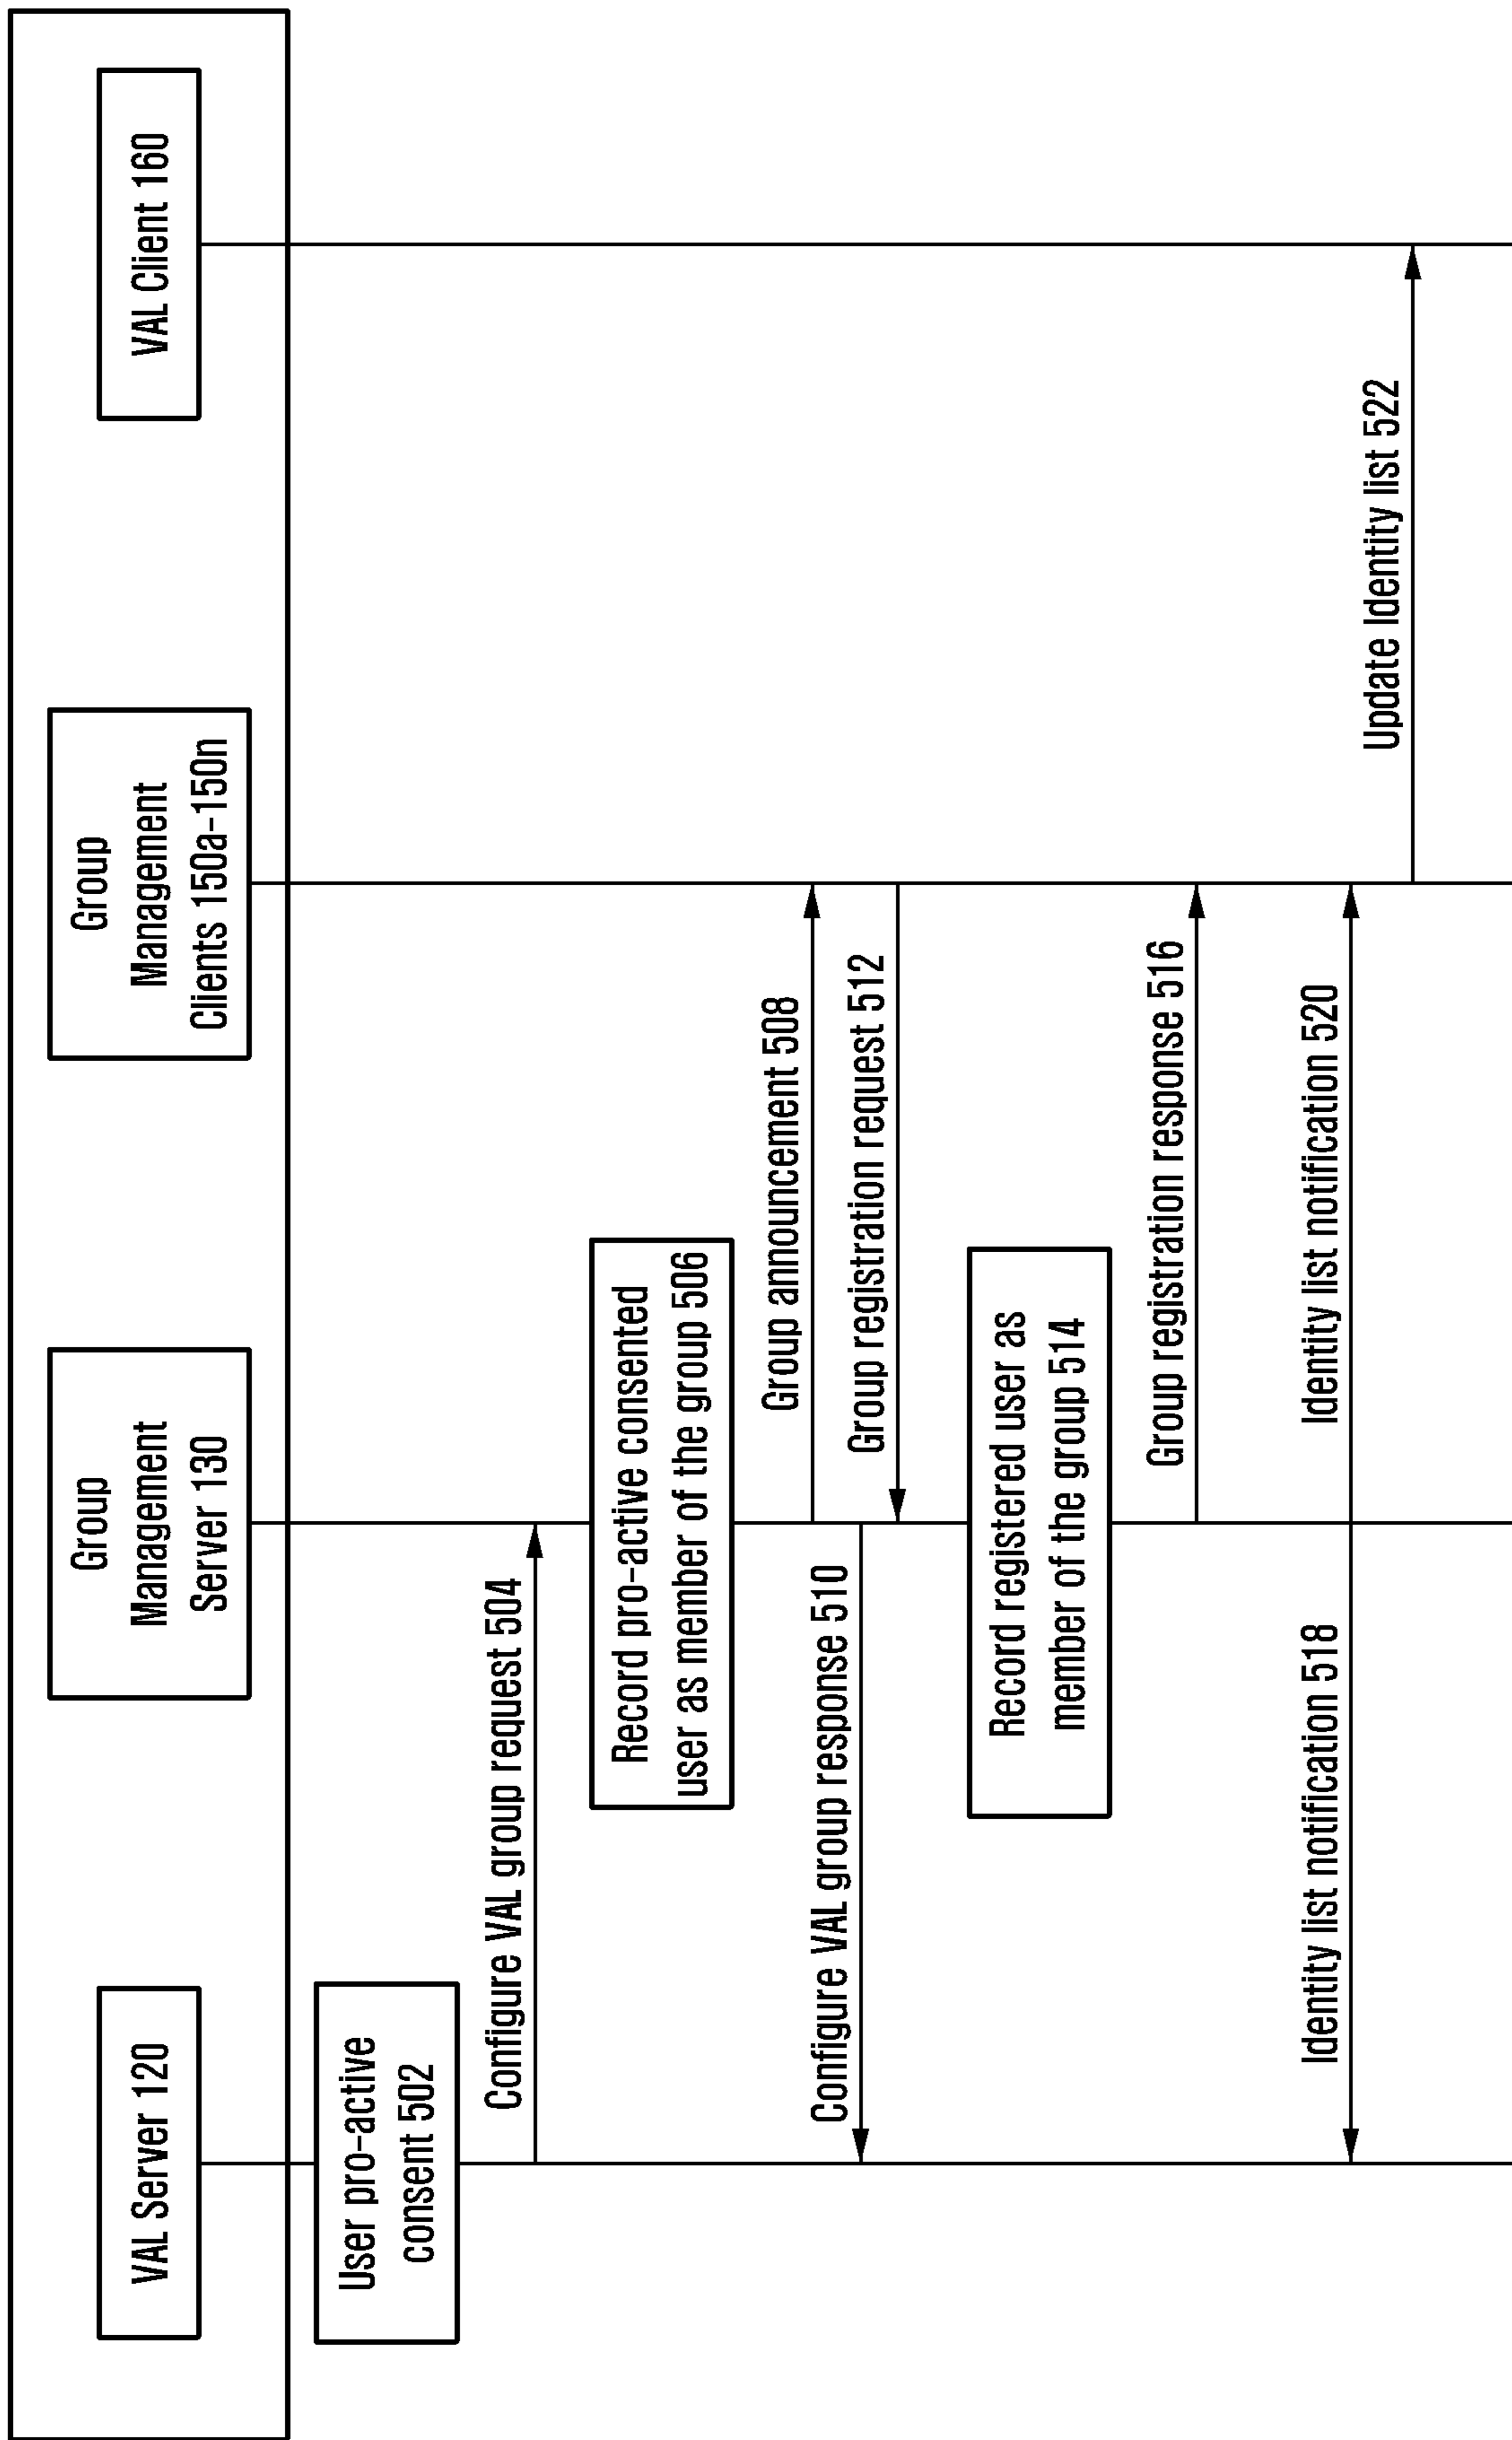 VAL Server 120
Group
Management
Server 130
Group
Management
Clients 150a-150n
VAL Client 160
User pro-active
consent 502
Configure VAL group request 504
Record pro-active consented
user as member of the group 506
Group announcement 508
Configure VAL group response 510
Group registration request 512
Record registered user as
member of the group 514
Group registration response 516
Identity list notification 518
Identity list notification 520
Update Identity list 522